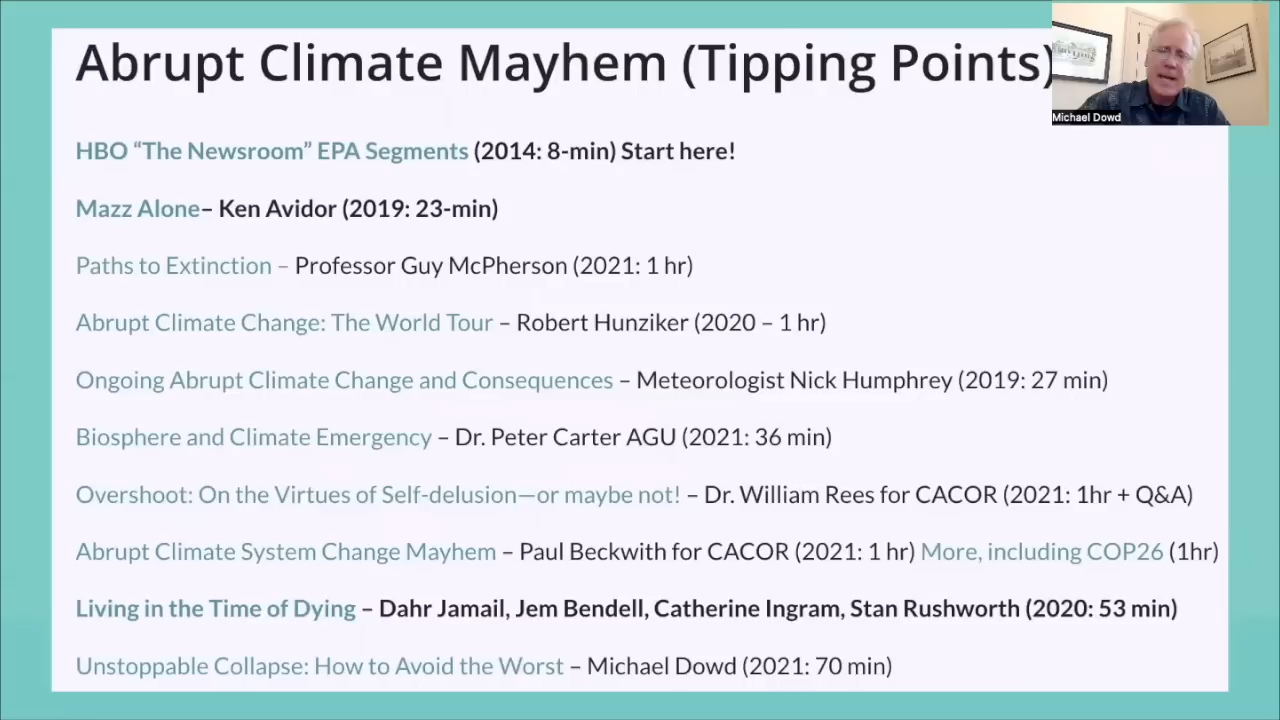 Abrupt Climate Mayhem (Tipping Points)
Michael Dowd
HBO “The Newsroom” EPA Segments (2014: 8-min) Start here!
Mazz Alone– Ken Avidor (2019: 23-min)
Paths to Extinction – Professor Guy McPherson (2021: 1 hr)
Abrupt Climate Change: The World Tour – Robert Hunziker (2020 – 1 hr)
Ongoing Abrupt Climate Change and Consequences – Meteorologist Nick Humphrey (2019: 27 min)
Biosphere and Climate Emergency – Dr. Peter Carter AGU (2021: 36 min)
Overshoot: On the Virtues of Self-delusion—or maybe not! – Dr. William Rees for CACOR (2021: 1hr + Q&A)
Abrupt Climate System Change Mayhem – Paul Beckwith for CACOR (2021: 1 hr) More, including COP26 (1hr)
Living in the Time of Dying – Dahr Jamail, Jem Bendell, Catherine Ingram, Stan Rushworth (2020: 53 min)
Unstoppable Collapse: How to Avoid the Worst – Michael Dowd (2021: 70 min)